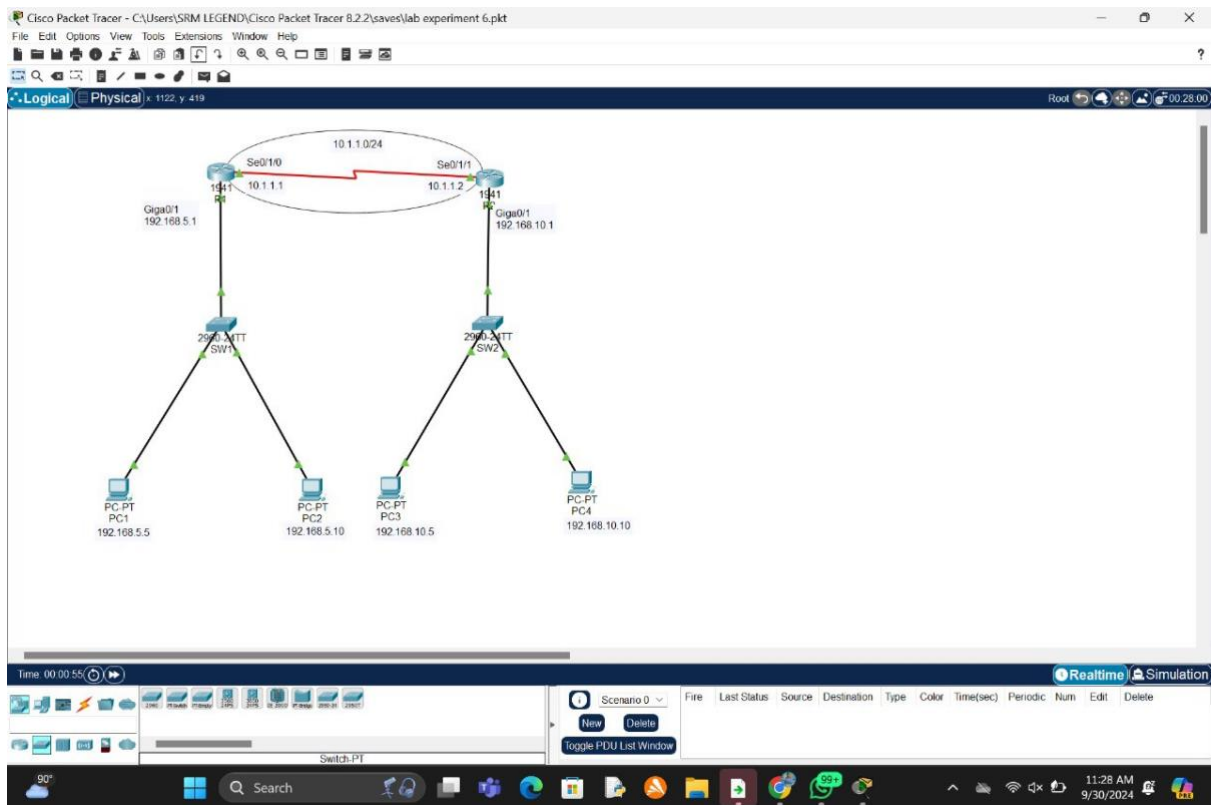 Cisco Packet Tracer - C:\Users\SRM LEGEND\Cisco Packet Tracer 8.2.2\saves\lab experiment 6.pkt
File Edit Options View Tools Extensions Window Help
?
Logical Physical x: 1122, y: 419 Root 00:28:00
10.1.1.0/24
Se0/1/0 Se0/1/1
1941 10.1.1.1 10.1.1.2 1941
R1
Giga0/1
192.168.5.1
Giga0/1
192.168.10.1
2960-24TT
SW1
2960-24TT
SW2
PC-PT
PC1
192.168.5.5
PC-PT
PC2
192.168.5.10
PC-PT
PC3
192.168.10.5
PC-PT
PC4
192.168.10.10
Time: 00:00:55 Realtime Simulation
Scenario 0 Fire Last Status Source Destination Type Color Time(sec) Periodic Num Edit Delete
New Delete
Toggle PDU List Window
Switch-PT
90°
Search
99+
11:28 AM
9/30/2024